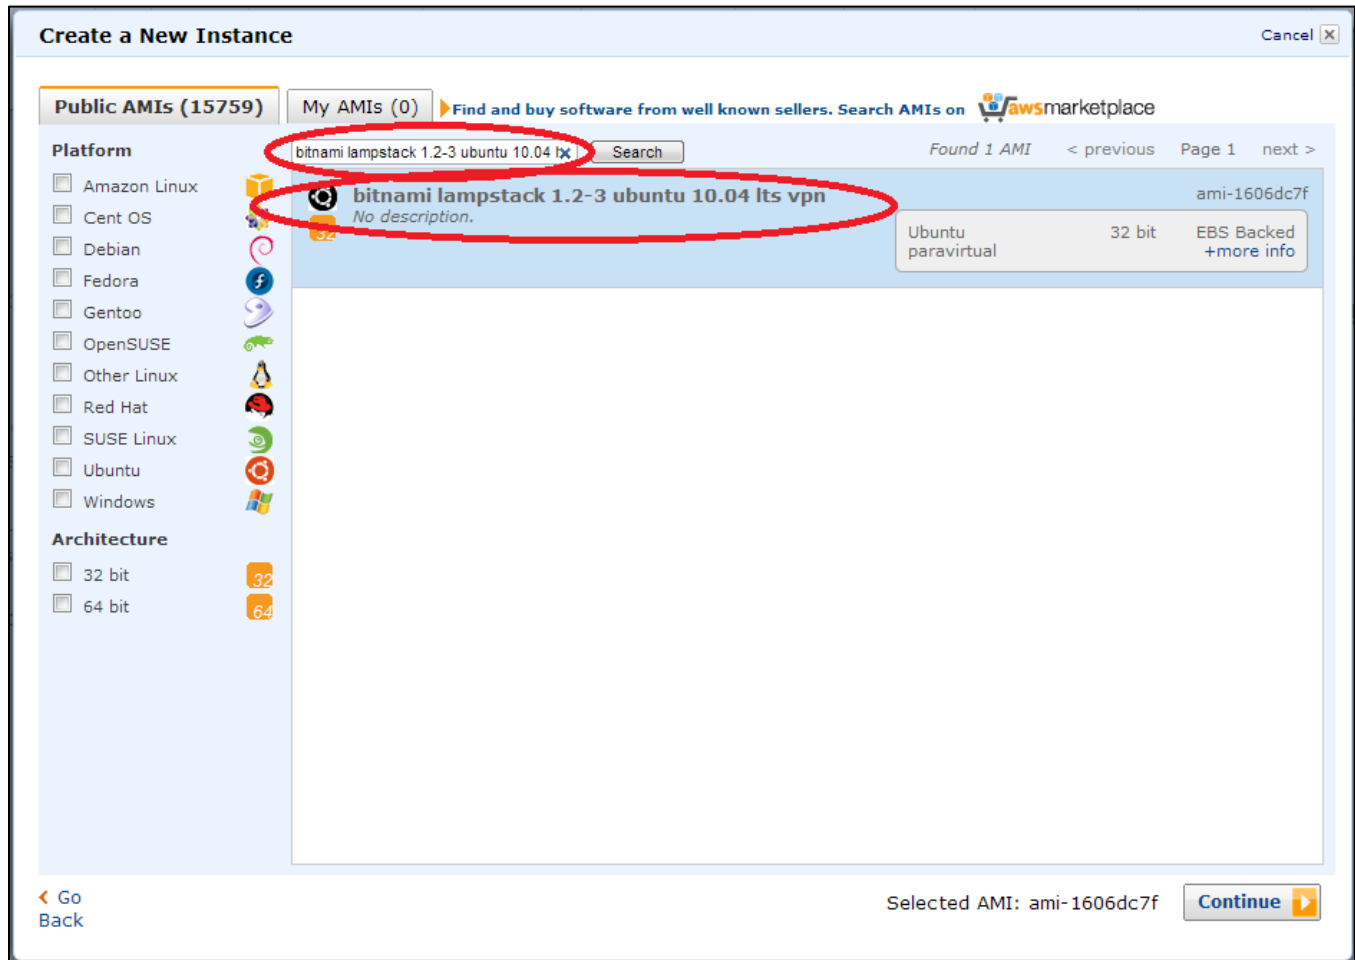 Create a New Instance
Cancel
Public AMIs (15759)
My AMIs (0)
Find and buy software from well known sellers. Search AMIs on
awsmarketplace
Platform
bitnami lampstack 1.2-3 ubuntu 10.04
Search
Found 1 AMI
< previous
Page 1
next >
Amazon Linux
Cent OS
Debian
Fedora
Gentoo
OpenSUSE
Other Linux
Red Hat
SUSE Linux
Ubuntu
Windows
Architecture
32 bit
32
64 bit
64
bitnami lampstack 1.2-3 ubuntu 10.04 lts vpn
ami-1606dc7f
No description.
32
Ubuntu
32 bit
EBS Backed
paravirtual
+more info
Go
Back
Selected AMI: ami-1606dc7f
Continue